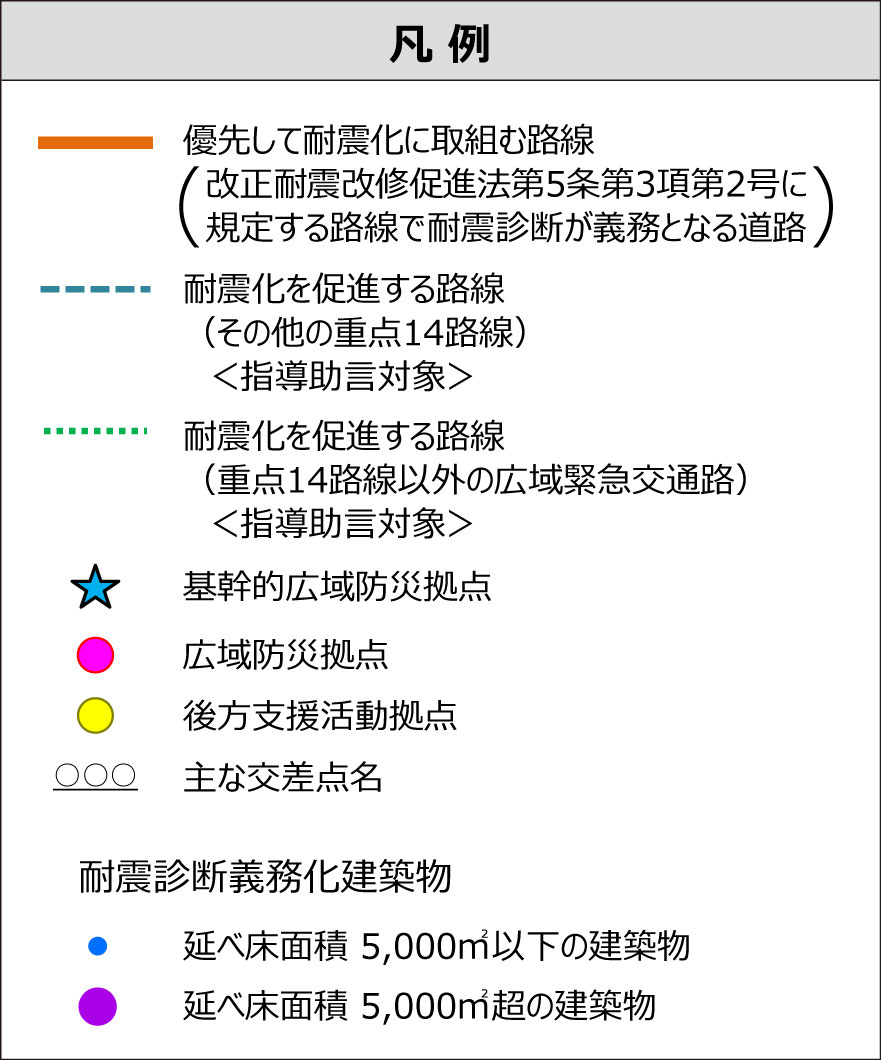 凡 例
優先して耐震化に取組む路線
(改正耐震改修促進法第5条第3項第2号に
規定する路線で耐震診断が義務となる道路)
耐震化を促進する路線
（その他の重点14路線）
＜指導助言対象＞
耐震化を促進する路線
（重点14路線以外の広域緊急交通路）
＜指導助言対象＞
基幹的広域防災拠点
広域防災拠点
後方支援活動拠点
○○○ 主な交差点名
耐震診断義務化建築物
延べ床面積 5,000㎡以下の建築物
延べ床面積 5,000㎡超の建築物